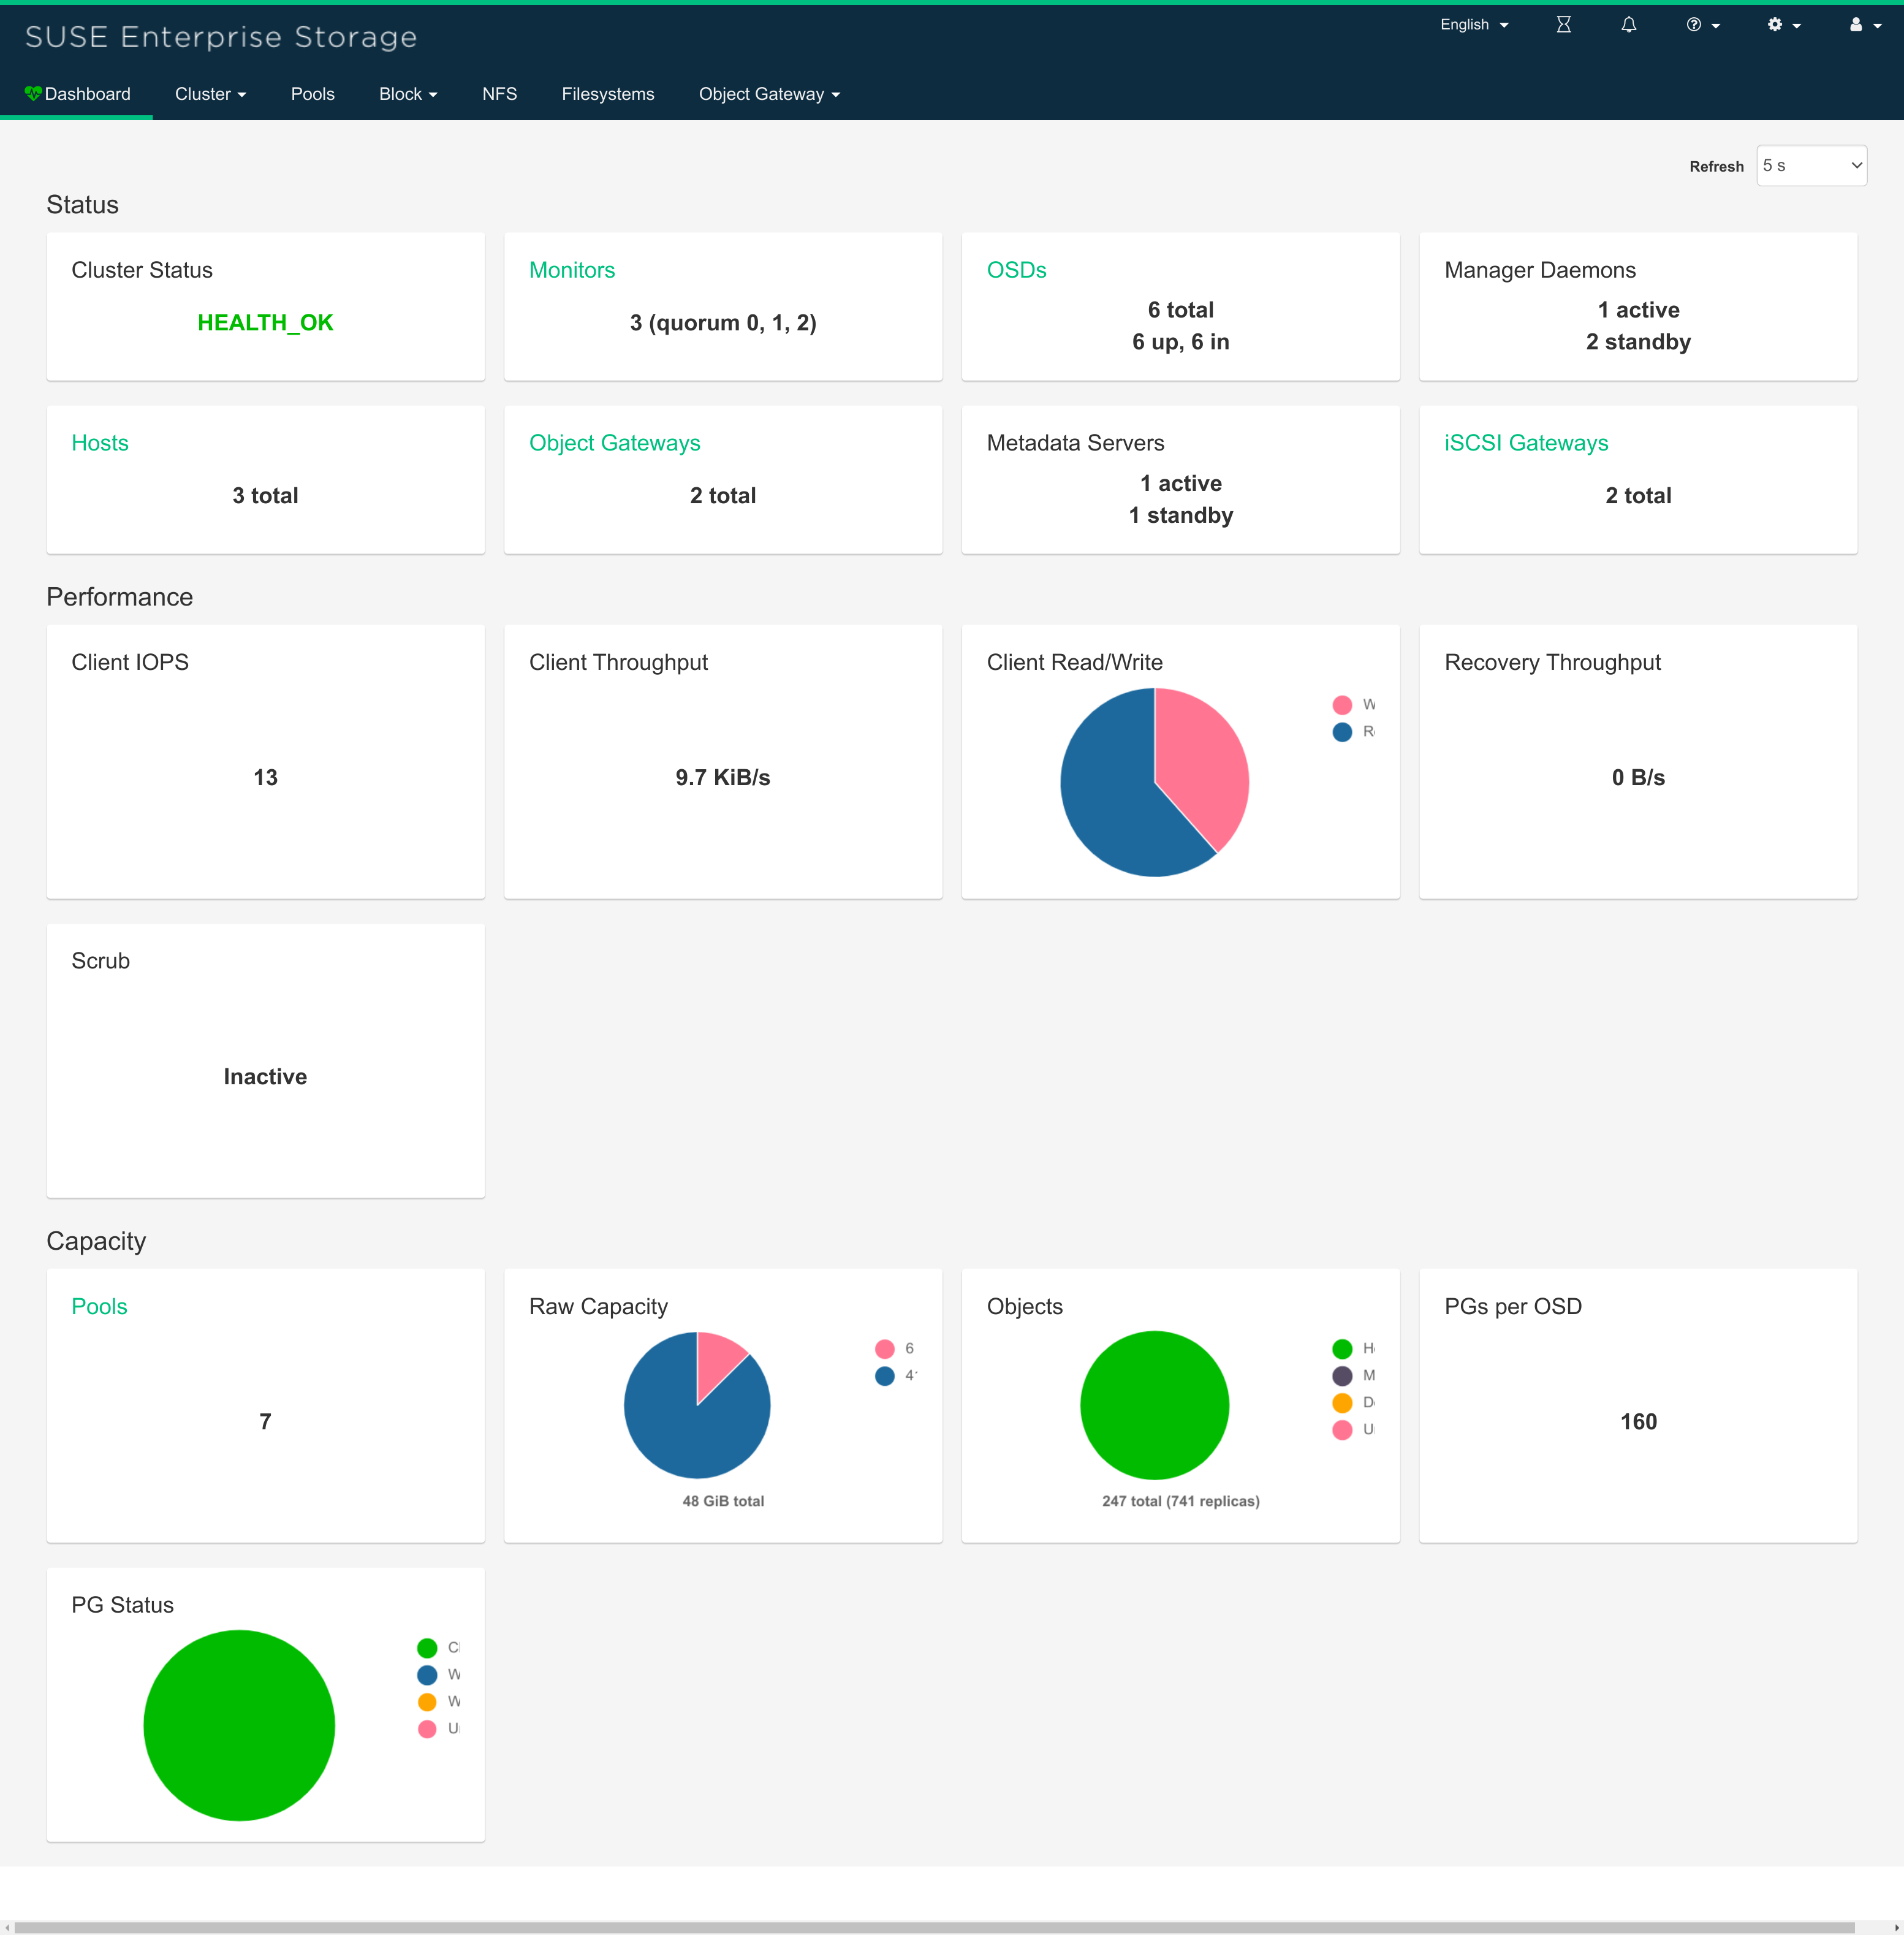 SUSE Enterprise Storage
English
Dashboard Cluster Pools Block NFS Filesystems Object Gateway
Refresh 5 s
Status
Cluster Status
HEALTH_OK
Monitors
3 (quorum 0, 1, 2)
OSDs
6 total
6 up, 6 in
Manager Daemons
1 active
2 standby
Hosts
3 total
Object Gateways
2 total
Metadata Servers
1 active
1 standby
iSCSI Gateways
2 total
Performance
Client IOPS
13
Client Throughput
9.7 KiB/s
Client Read/Write
Recovery Throughput
0 B/s
Scrub
Inactive
Capacity
Pools
7
Raw Capacity
6
48 GiB total
Objects
247 total (741 replicas)
PGs per OSD
160
PG Status